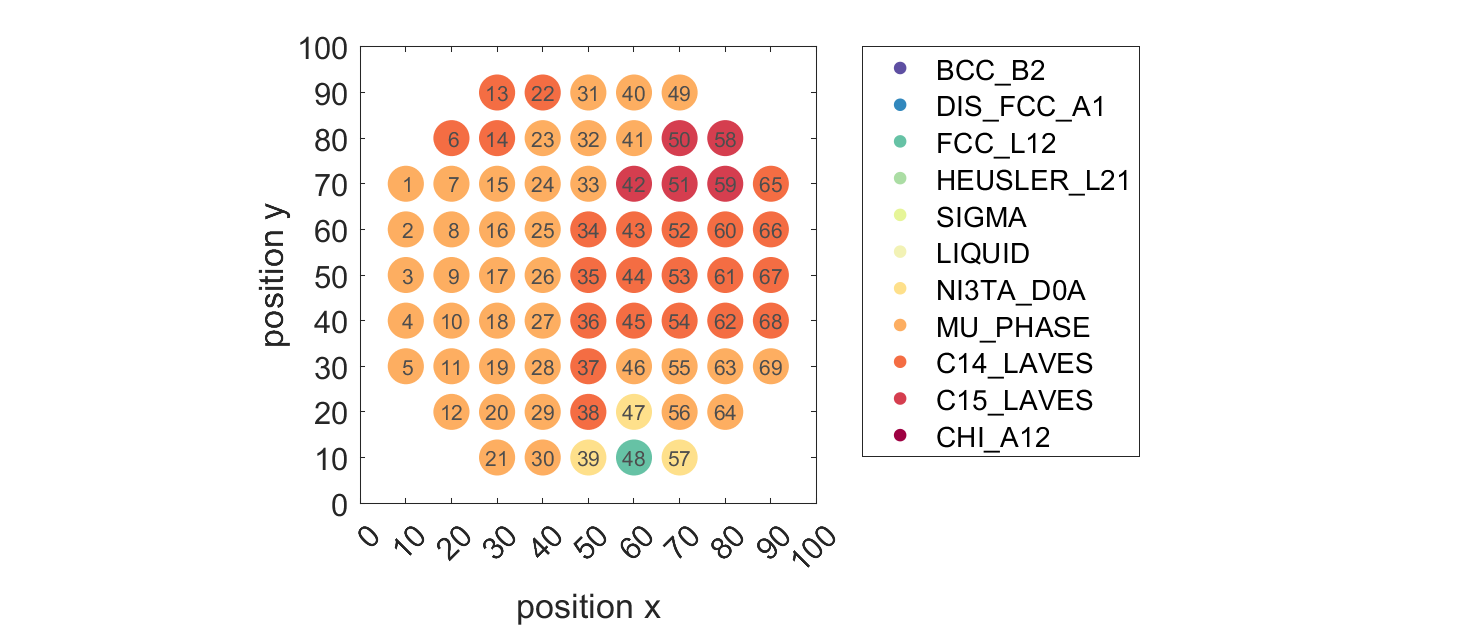 100
90
80
70
60
50
40
30
20
10
0
position y
13 22 31 40 49
6 14 23 32 41 50 58
1 7 15 24 33 42 51 59 65
2 8 16 25 34 43 52 60 66
3 9 17 26 35 44 53 61 67
4 10 18 27 36 45 54 62 68
5 11 19 28 37 46 55 63 69
12 20 29 38 47 56 64
21 30 39 48 57
0 10 20 30 40 50 60 70 80 90 100
position x
BCC_B2
DIS_FCC_A1
FCC_L12
HEUSLER_L21
SIGMA
LIQUID
NI3TA_D0A
MU_PHASE
C14_LAVES
C15_LAVES
CHI_A12